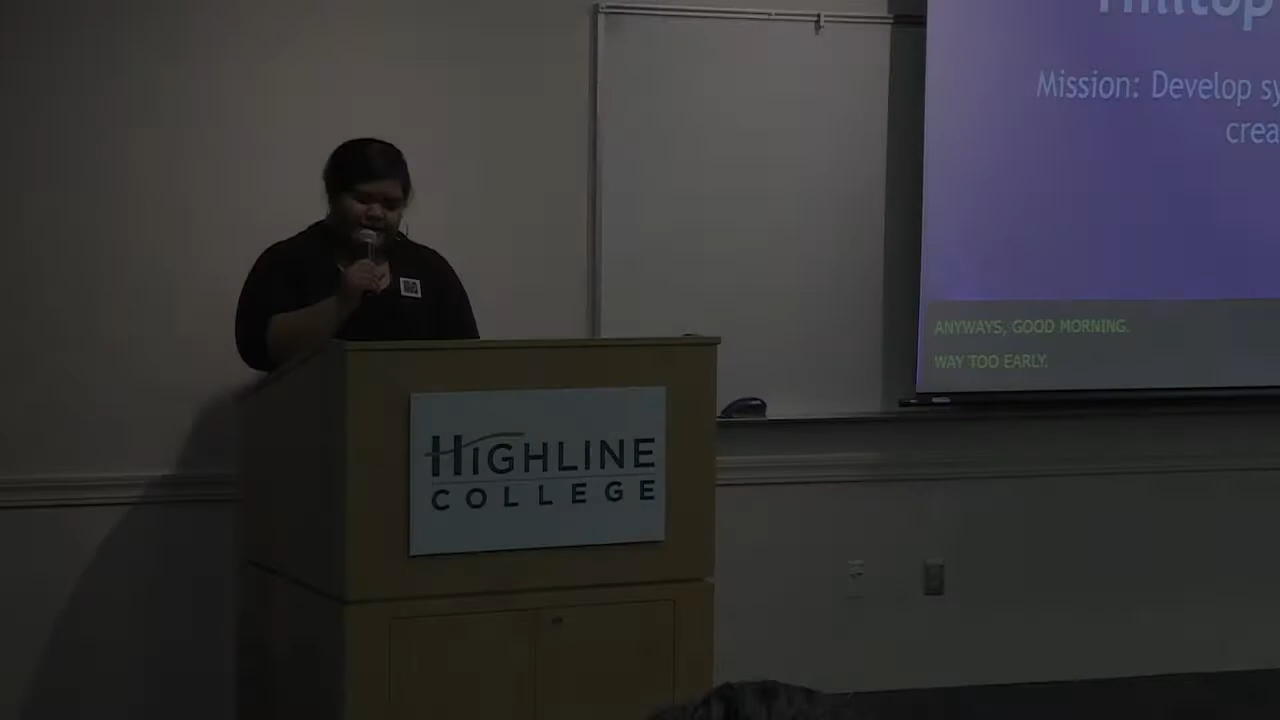 Hilltop
Mission: Develop sy
crea
ANYWAYS, GOOD MORNING.
WAY TOO EARLY.
HIGHLINE
COLLEGE